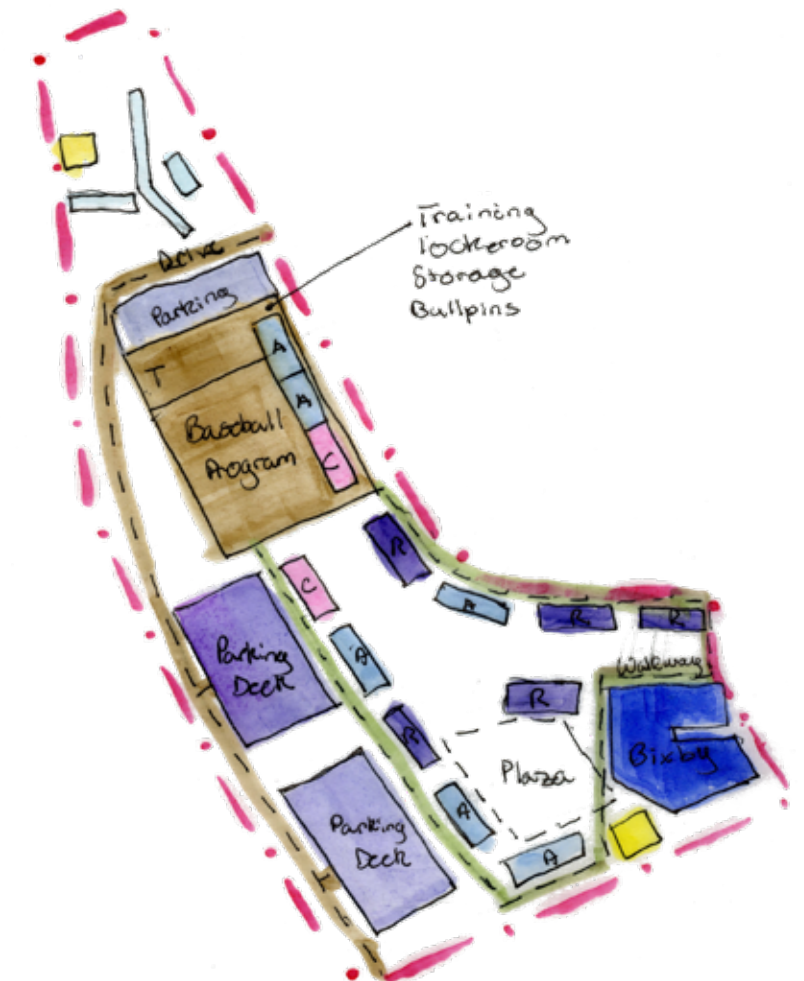 Training
Lockeroom
Storage
Bullpins
Drive
Parking
T
A
A
C
Baseball
Program
R
A
R
R
C
A
R
A
A
Parking
Deck
Parking
Deck
Walkway
R
Plaza
Bixby